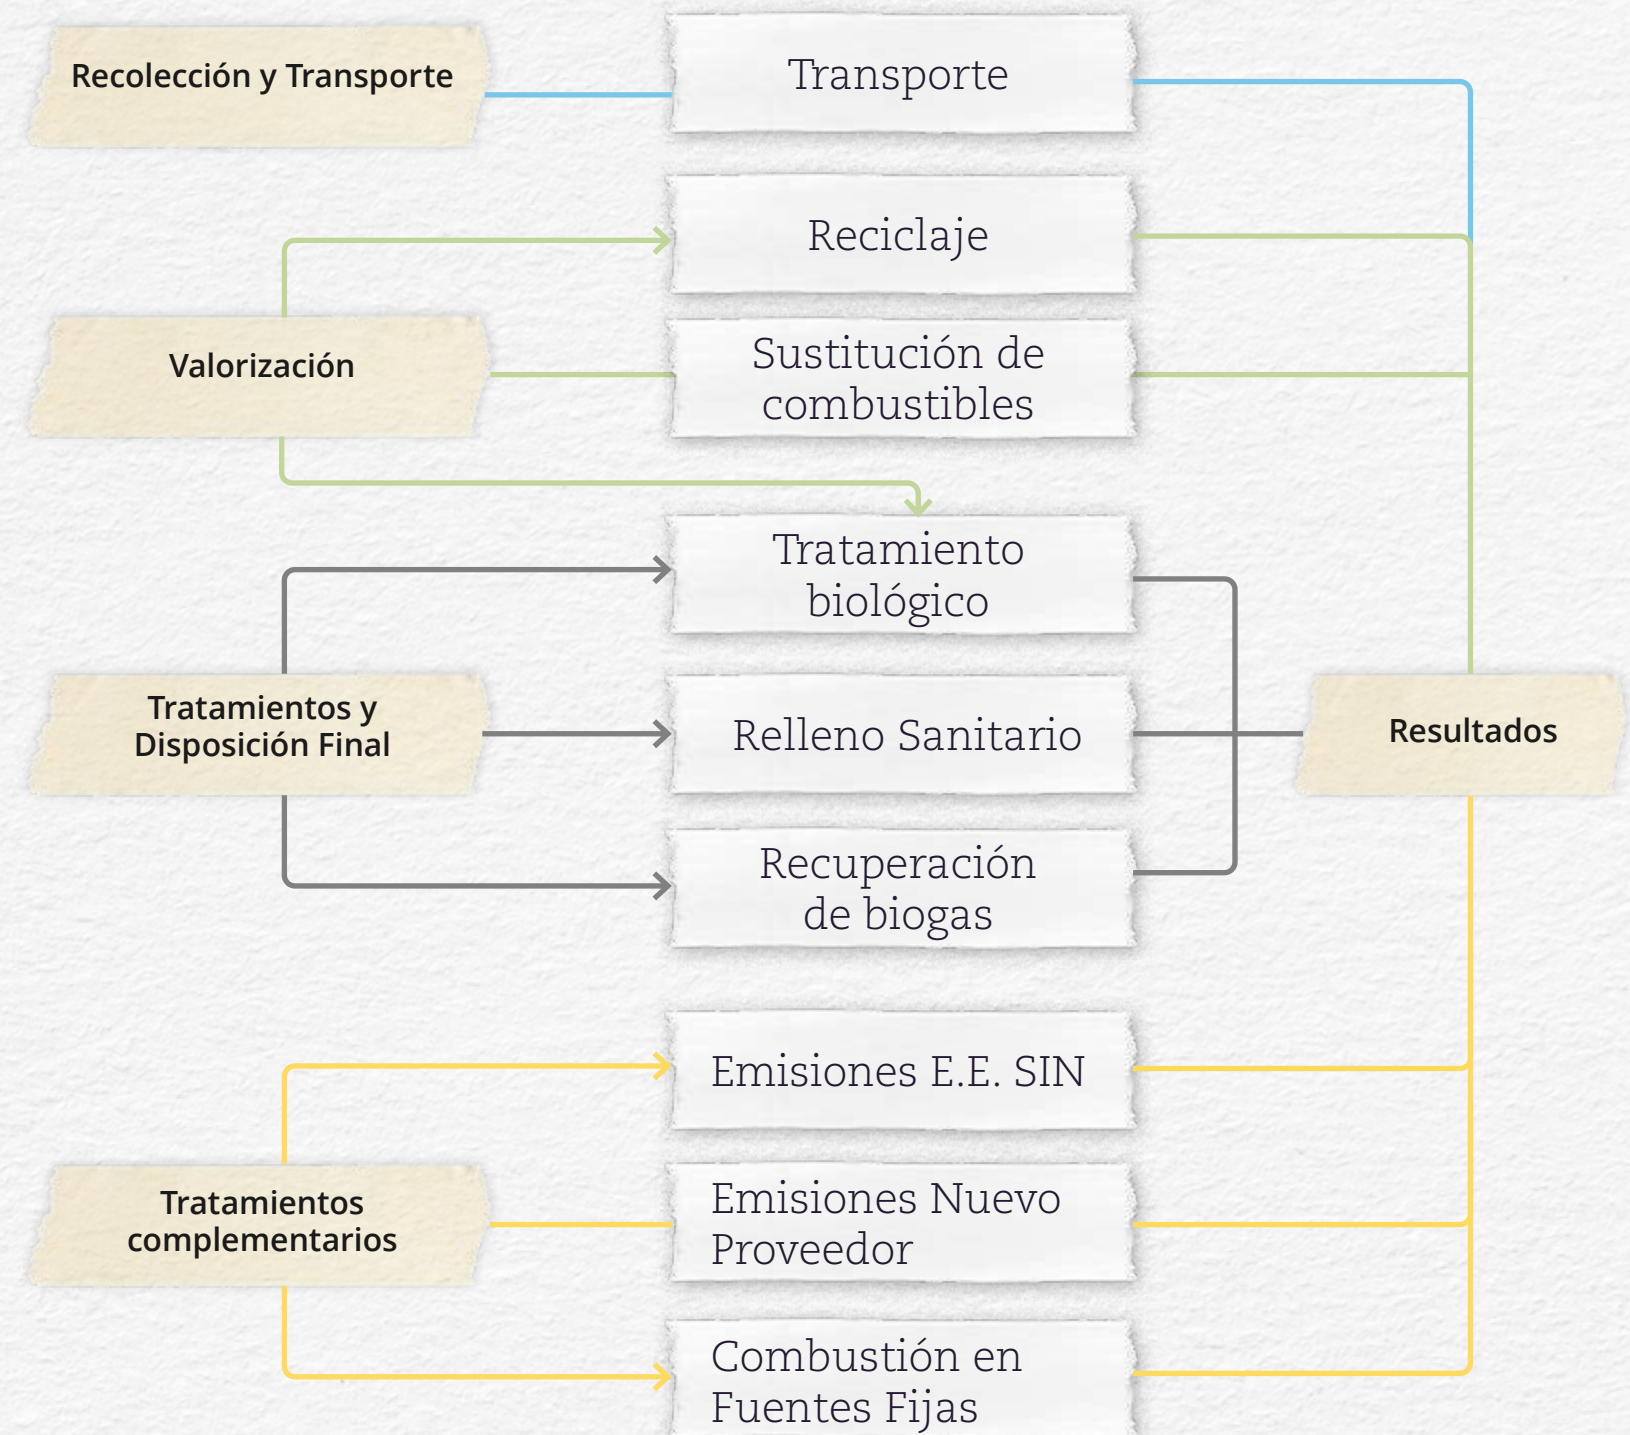 Recolección y Transporte
Transporte
Reciclaje
Valorización
Sustitución de
combustibles
Tratamiento
biológico
Tratamientos y
Disposición Final
Relleno Sanitario
Resultados
Recuperación
de biogas
Emisiones E.E. SIN
Tratamientos
complementarios
Emisiones Nuevo
Proveedor
Combustión en
Fuentes Fijas